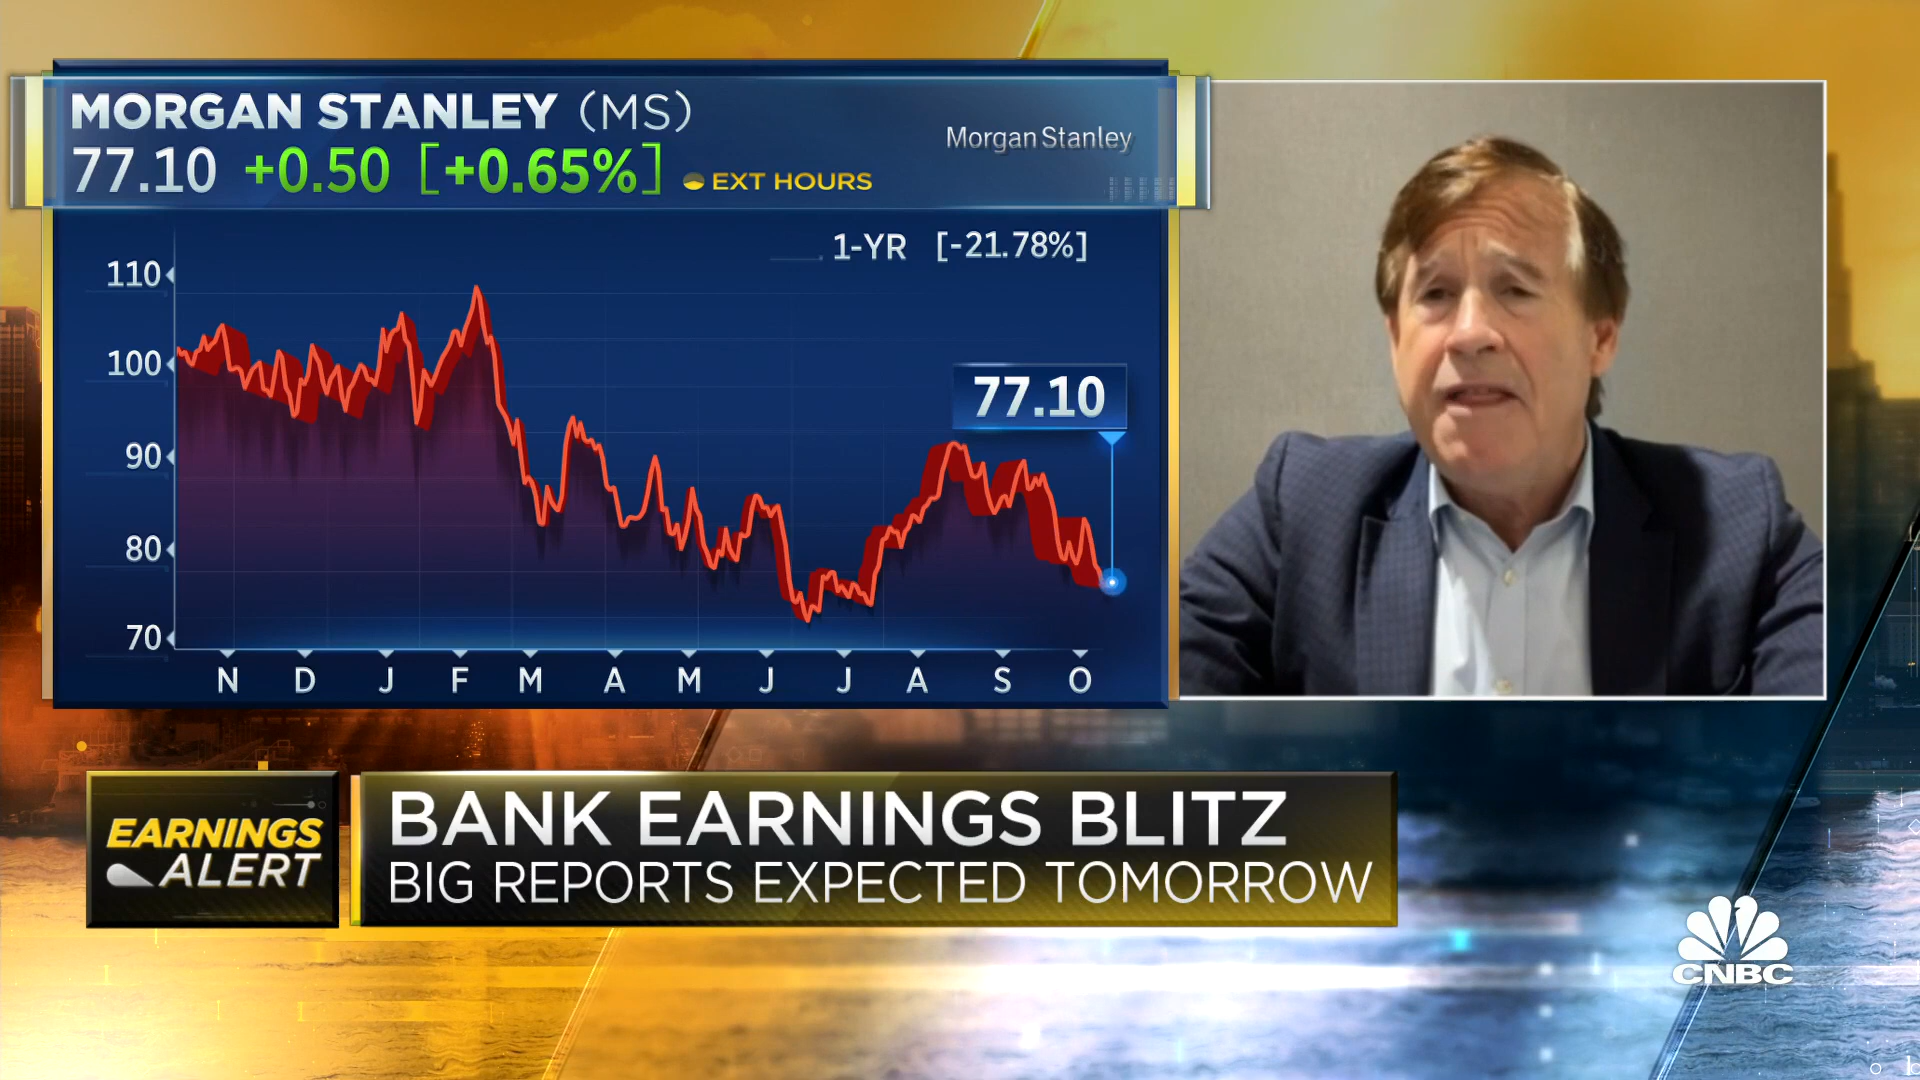 MORGAN STANLEY (MS)
77.10 +0.50 [+0.65%] EXT HOURS
Morgan Stanley
1-YR [-21.78%]
110
100
90
80
70
77.10
N D J F M A M J J A S O
EARNINGS
ALERT
BANK EARNINGS BLITZ
BIG REPORTS EXPECTED TOMORROW
CNBC